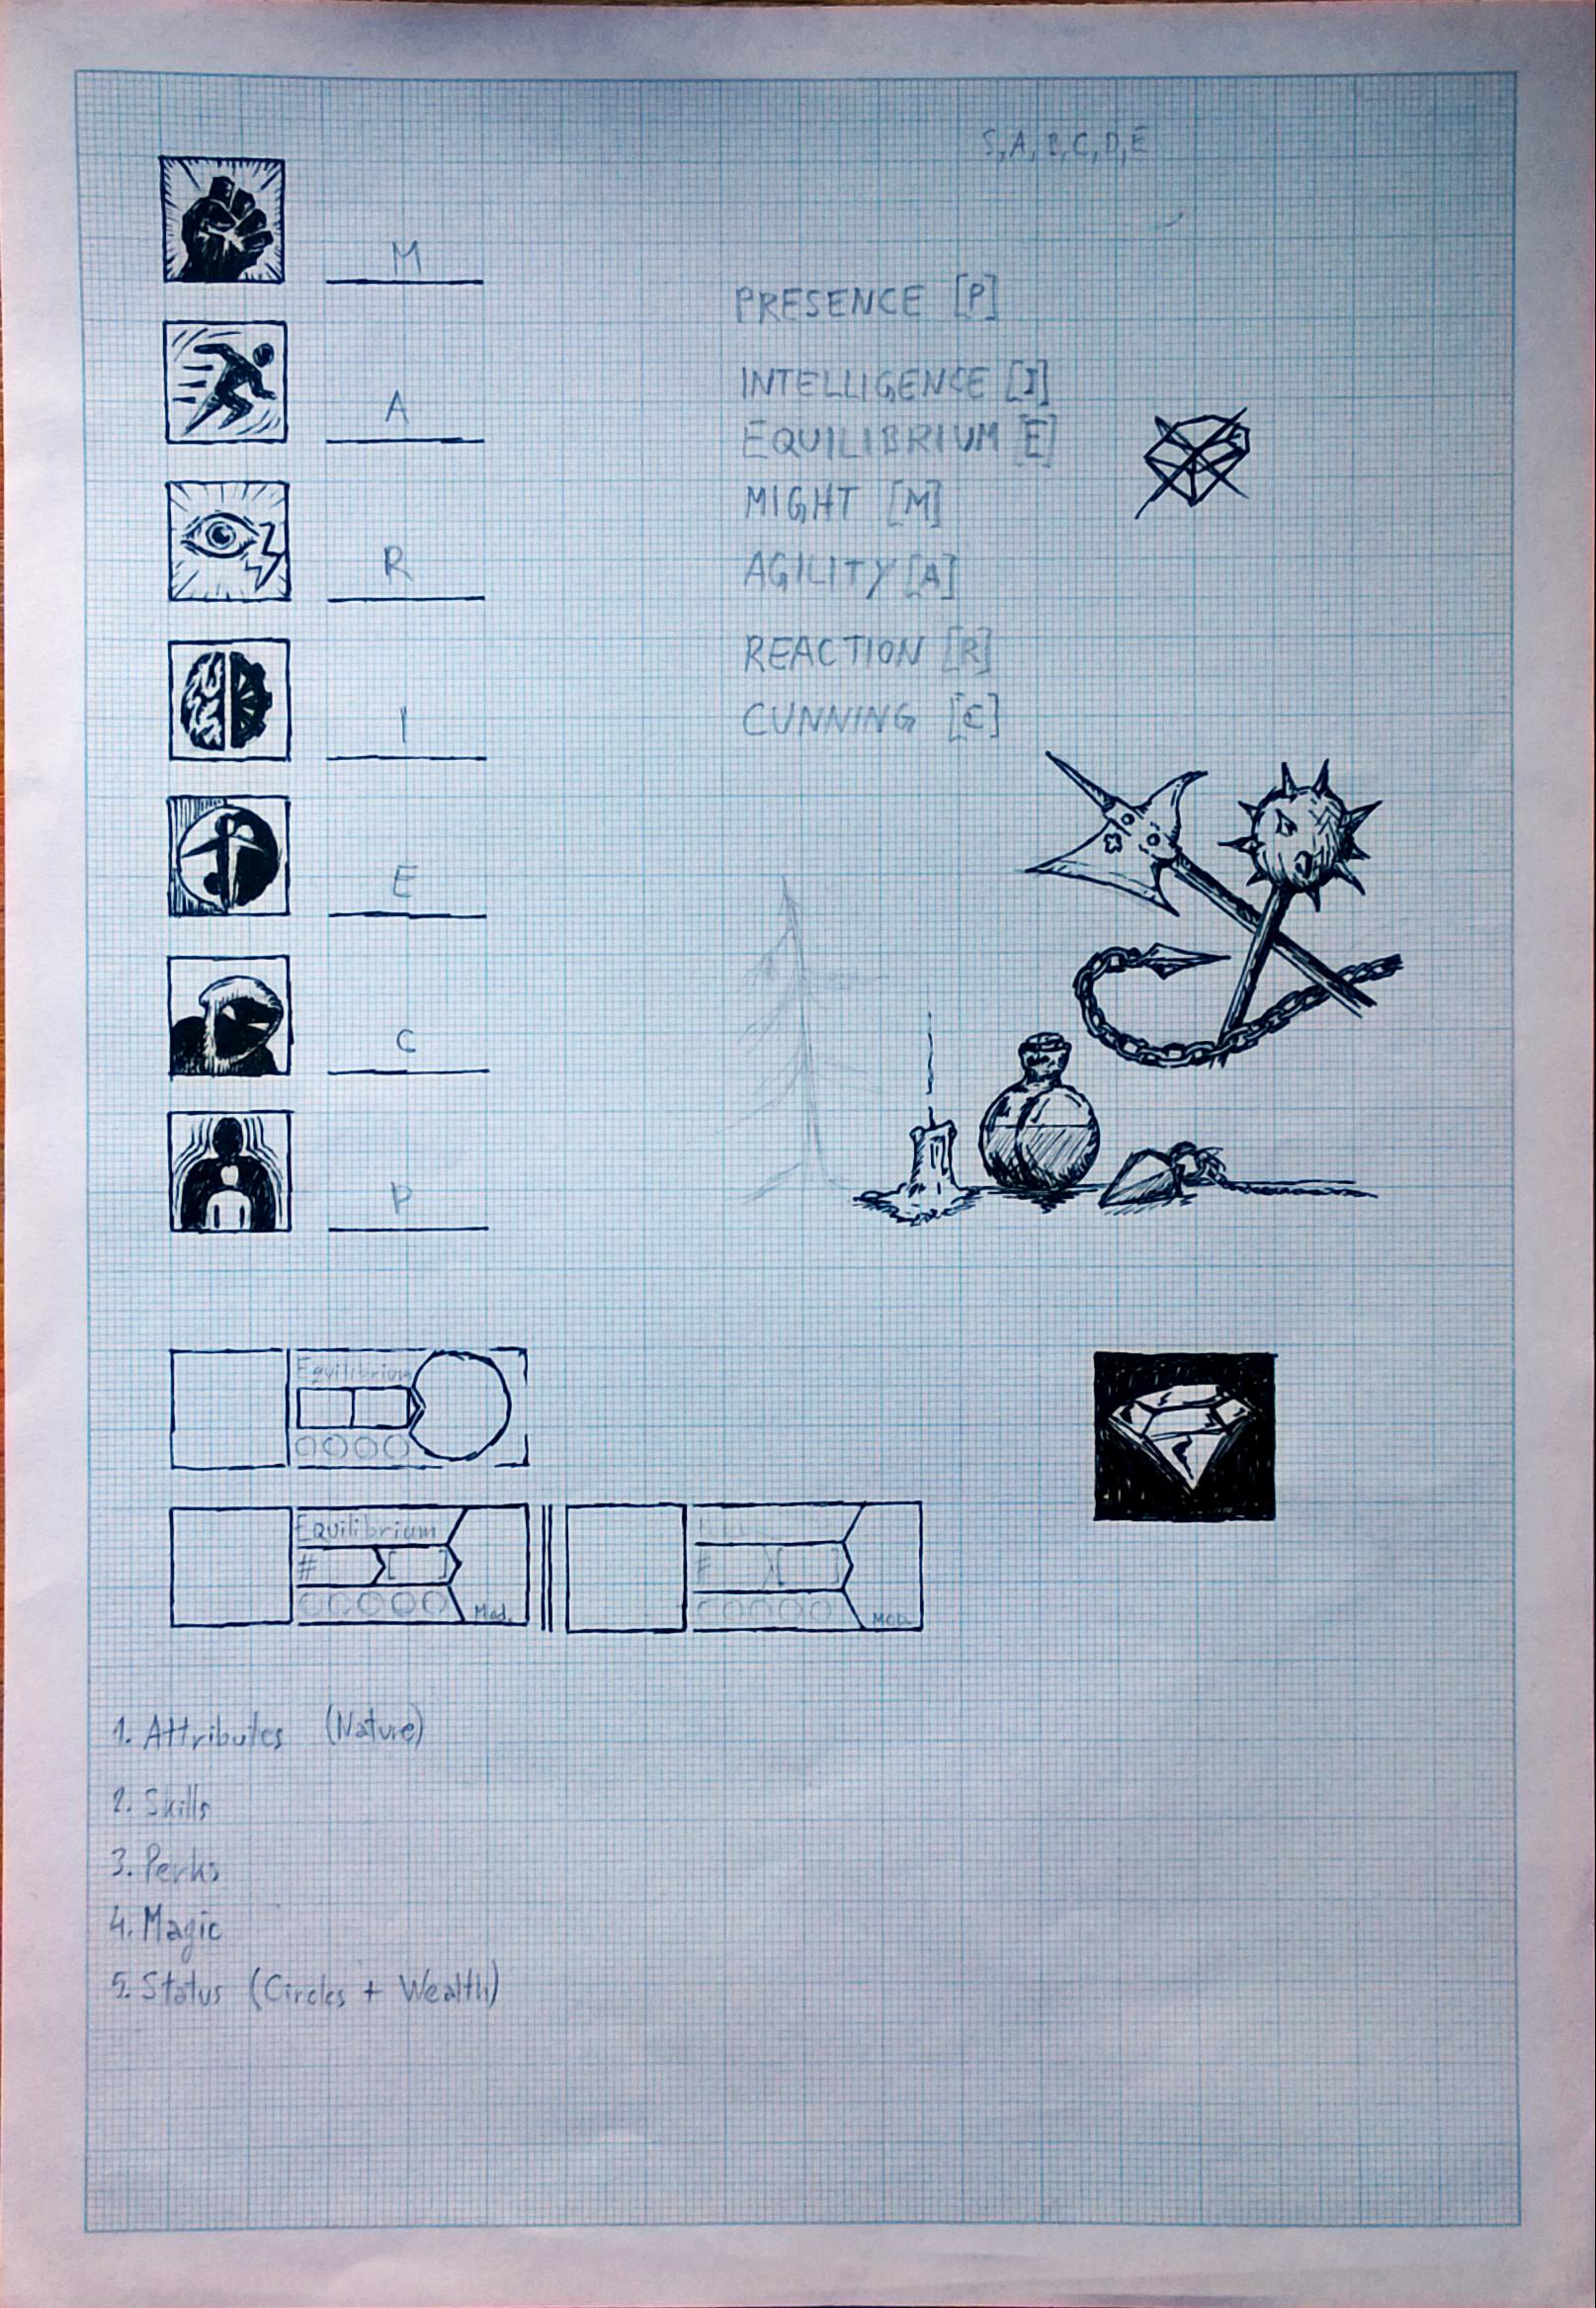 S, A, B, C, D, E
M
A
R
I
E
C
P
PRESENCE [P]
INTELLIGENCE [I]
EQUILIBRIUM [E]
MIGHT [M]
AGILITY [A]
REACTION [R]
CUNNING [C]
Equilibrium
Equilibrium
# [ ]
Mod.
# [ ]
MOD.
1. Attributes (Nature)
2. Skills
3. Perks
4. Magic
5. Status (Circles + Wealth)